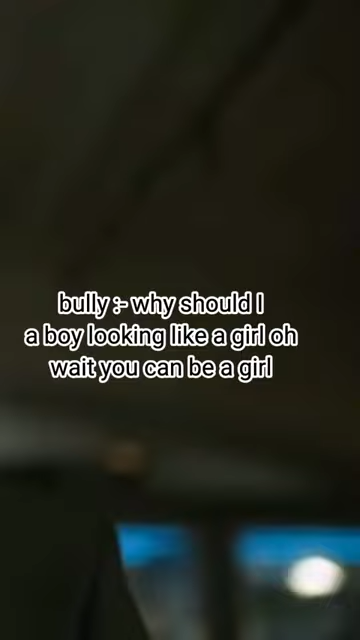 bully :- why should I
a boy looking like a girl oh
wait you can be a girl